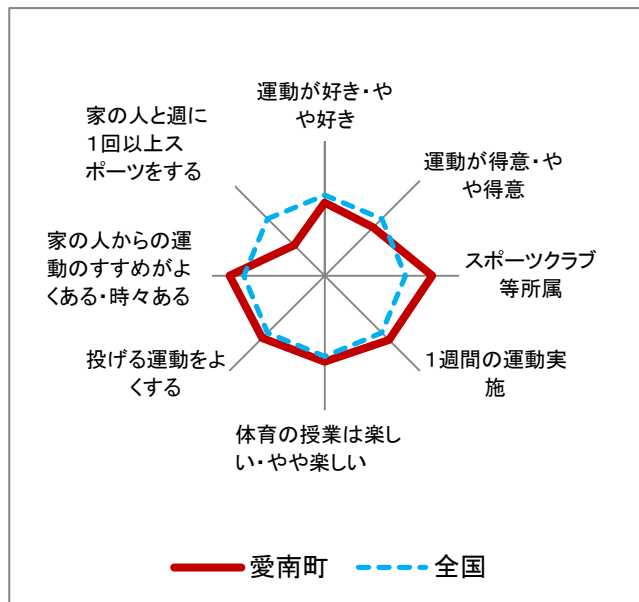 運動が好き・や
や好き
運動が得意・や
や得意
スポーツクラブ
等所属
1週間の運動実
施
体育の授業は楽し
い・やや楽しい
投げる運動をよ
くする
家の人からの運
動のすすめがよ
くある・時々ある
家の人と週に
1回以上ス
ポーツをする
愛南町
全国